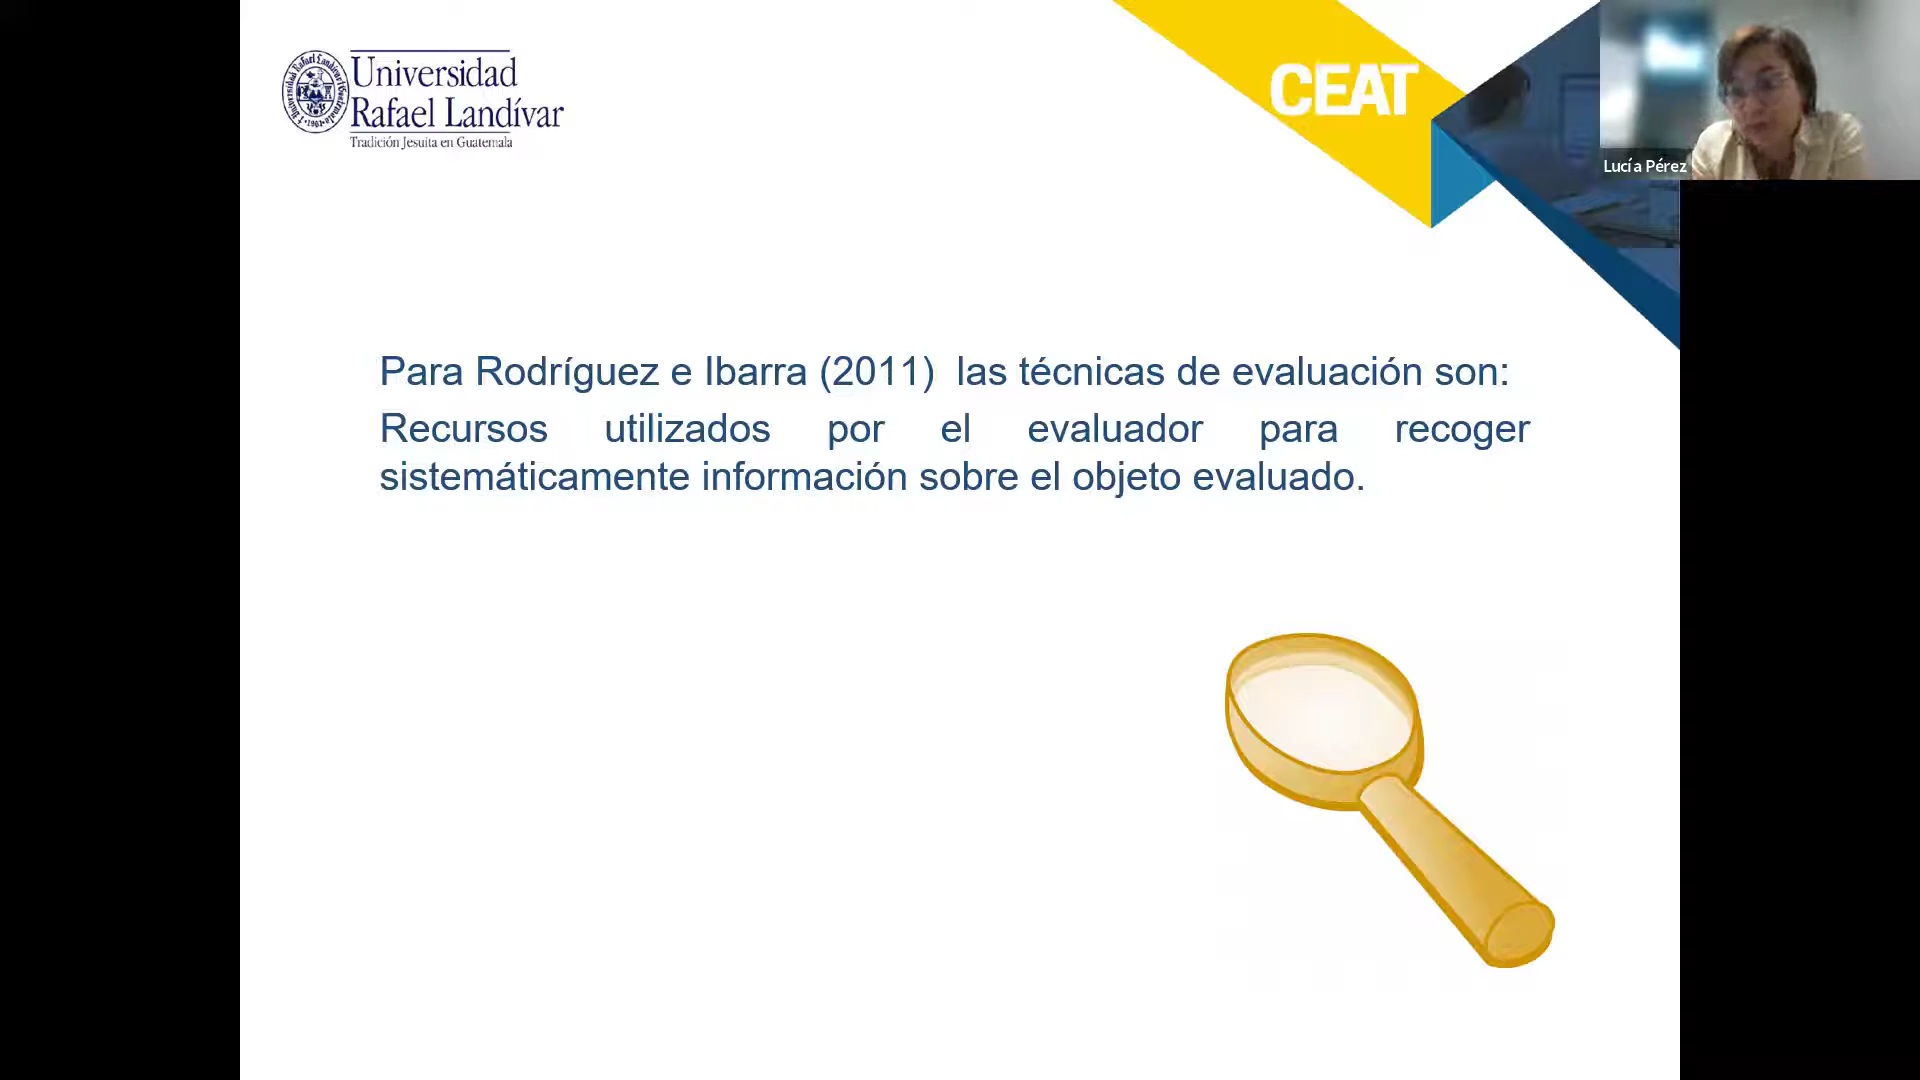 Universidad
Rafael Landívar
Tradición Jesuita en Guatemala
CEAT
Lucía Pérez
Para Rodríguez e Ibarra (2011) las técnicas de evaluación son:
Recursos utilizados por el evaluador para recoger
sistemáticamente información sobre el objeto evaluado.